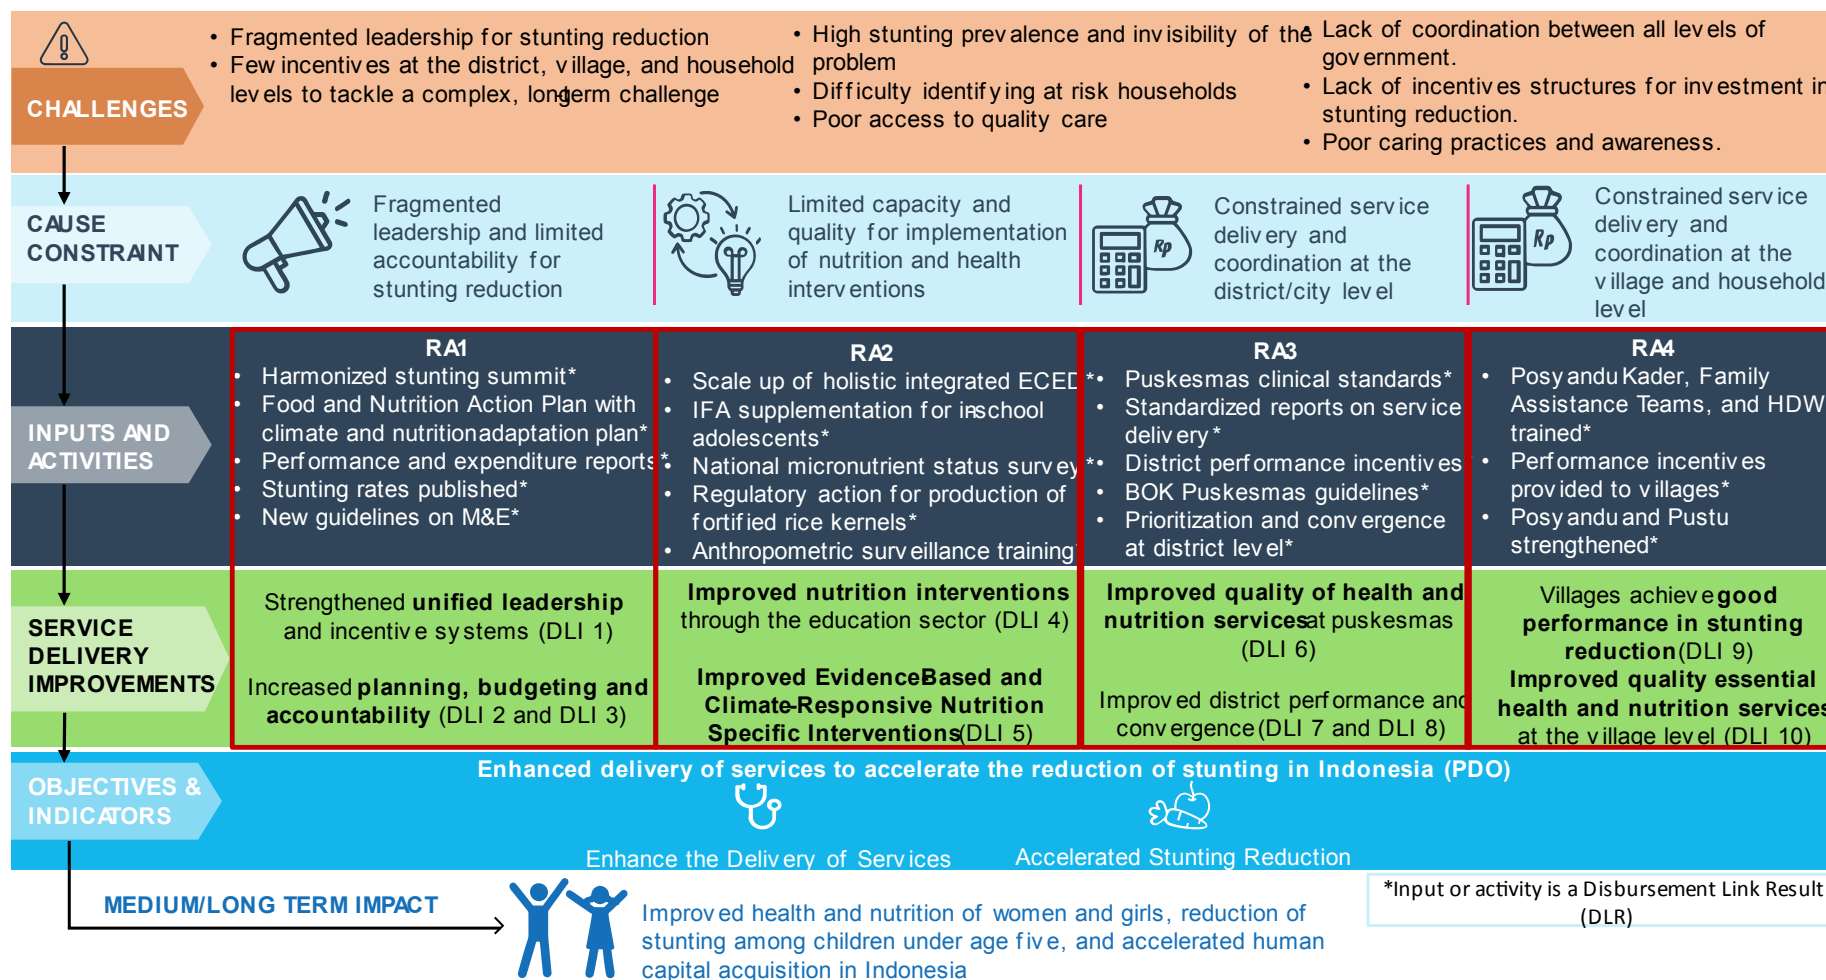 CHALLENGES
• Fragmented leadership for stunting reduction
• Few incentives at the district, village, and household
levels to tackle a complex, long-term challenge
• High stunting prevalence and invisibility of the
problem
• Difficulty identifying at risk households
• Poor access to quality care
• Lack of coordination between all levels of
government.
• Lack of incentives structures for investment in
stunting reduction.
• Poor caring practices and awareness.
CAUSE
CONSTRAINT
Fragmented
leadership and limited
accountability for
stunting reduction
Limited capacity and
quality for implementation
of nutrition and health
interventions
Rp
Constrained service
delivery and
coordination at the
district/city level
Rp
Constrained service
delivery and
coordination at the
village and household
level
INPUTS AND
ACTIVITIES
RA1
• Harmonized stunting summit*
• Food and Nutrition Action Plan with
climate and nutrition adaptation plan*
• Performance and expenditure reports*
• Stunting rates published*
• New guidelines on M&E*
RA2
• Scale up of holistic integrated ECED*
• IFA supplementation for in-school
adolescents*
• National micronutrient status survey*
• Regulatory action for production of
fortified rice kernels*
• Anthropometric surveillance training*
RA3
• Puskesmas clinical standards*
• Standardized reports on service
delivery*
• District performance incentives*
• BOK Puskesmas guidelines*
• Prioritization and convergence
at district level*
RA4
• Posyandu Kader, Family
Assistance Teams, and HDW
trained*
• Performance incentives
provided to villages*
• Posyandu and Pustu
strengthened*
SERVICE
DELIVERY
IMPROVEMENTS
Strengthened unified leadership
and incentive systems (DLI 1)
Increased planning, budgeting and
accountability (DLI 2 and DLI 3)
Improved nutrition interventions
through the education sector (DLI 4)
Improved Evidence-Based and
Climate-Responsive Nutrition
Specific Interventions (DLI 5)
Improved quality of health and
nutrition services at puskesmas
(DLI 6)
Improved district performance and
convergence (DLI 7 and DLI 8)
Villages achieve good
performance in stunting
reduction (DLI 9)
Improved quality essential
health and nutrition services
at the village level (DLI 10)
OBJECTIVES &
INDICATORS
Enhanced delivery of services to accelerate the reduction of stunting in Indonesia (PDO)
Enhance the Delivery of Services
Accelerated Stunting Reduction
MEDIUM/LONG TERM IMPACT
Improved health and nutrition of women and girls, reduction of
stunting among children under age five, and accelerated human
capital acquisition in Indonesia
*Input or activity is a Disbursement Link Result
(DLR)